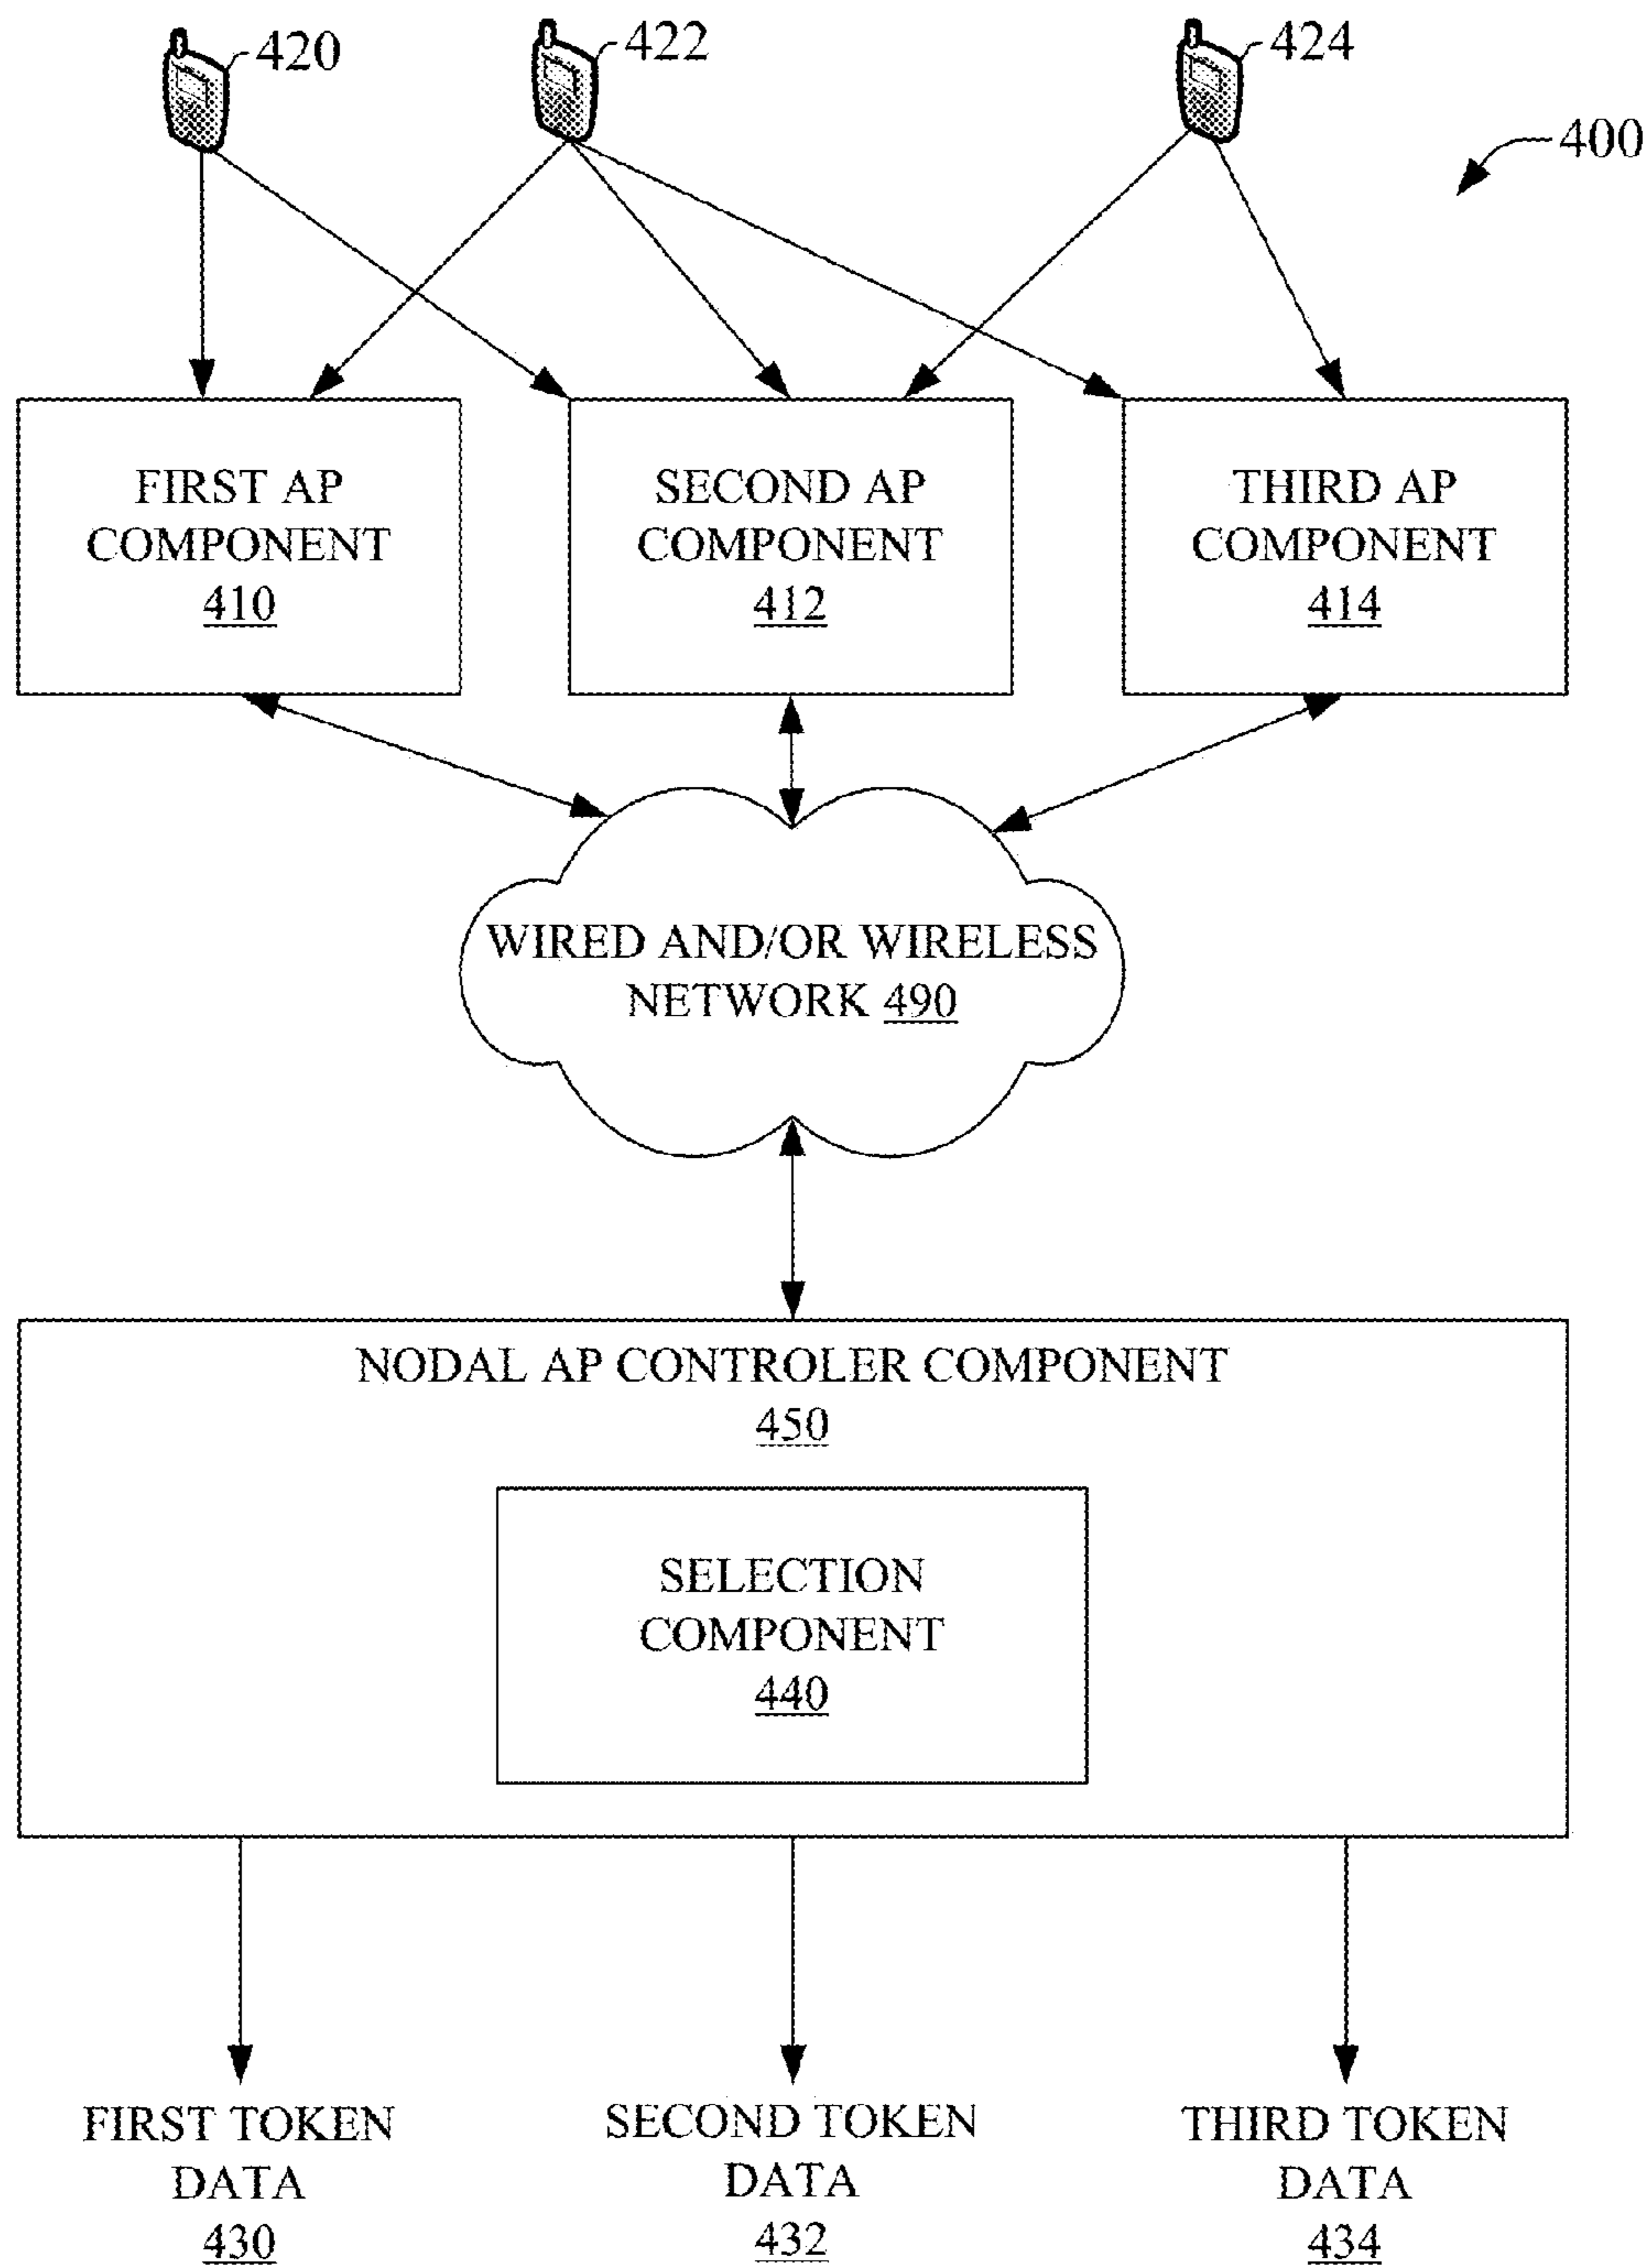 420
422
424
400
FIRST AP
COMPONENT
410
SECOND AP
COMPONENT
412
THIRD AP
COMPONENT
414
WIRED AND/OR WIRELESS
NETWORK 490
NODAL AP CONTROLER COMPONENT
450
SELECTION
COMPONENT
440
FIRST TOKEN
DATA
430
SECOND TOKEN
DATA
432
THIRD TOKEN
DATA
434